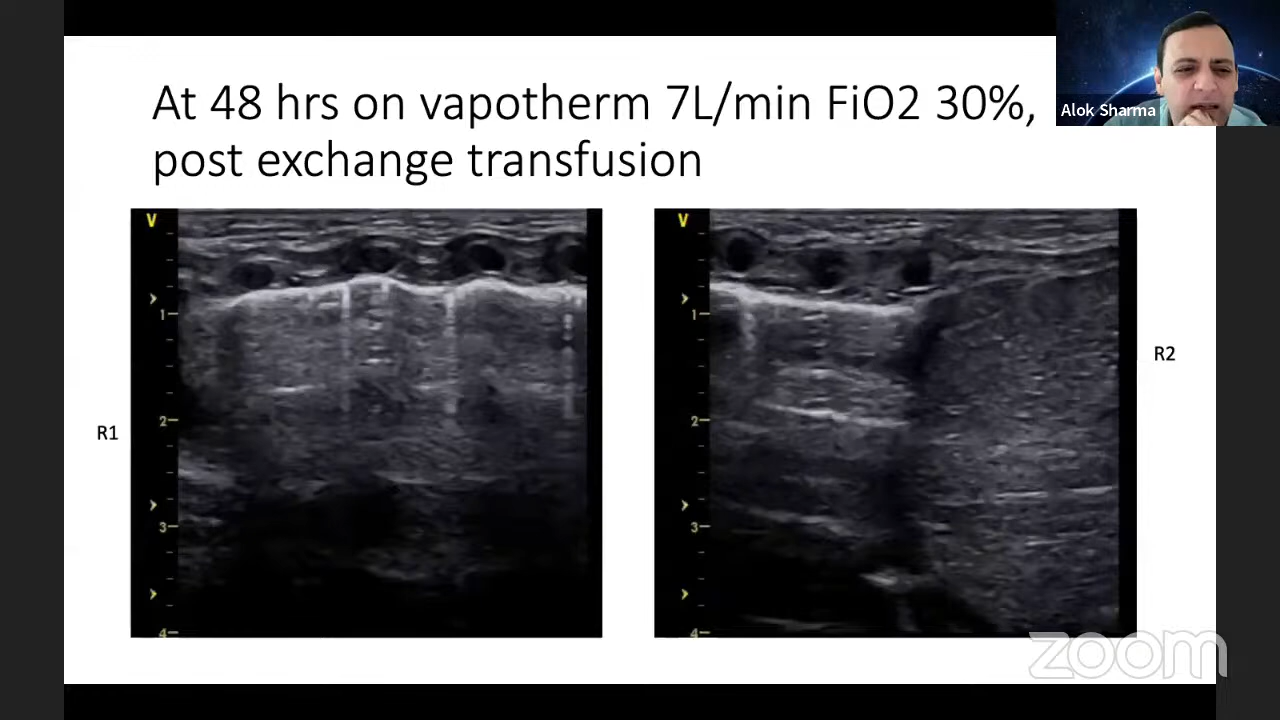 At 48 hrs on vapotherm 7L/min FiO2 30%,
post exchange transfusion
Alok Sharma
V
1
2
3
4
R1
V
1
2
3
4
R2
zoom